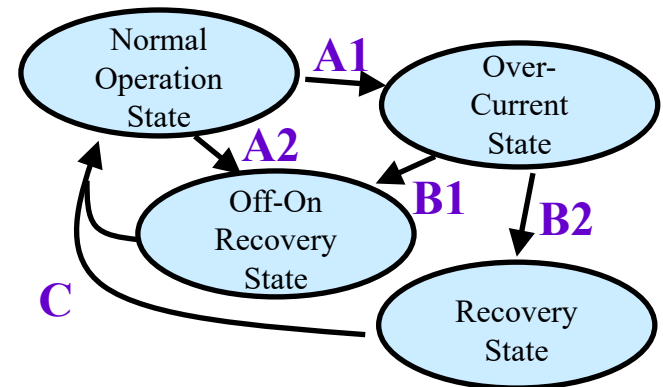 Normal
Operation
State
A1
Over-
Current
State
A2
B1
Off-On
Recovery
State
B2
C
Recovery
State